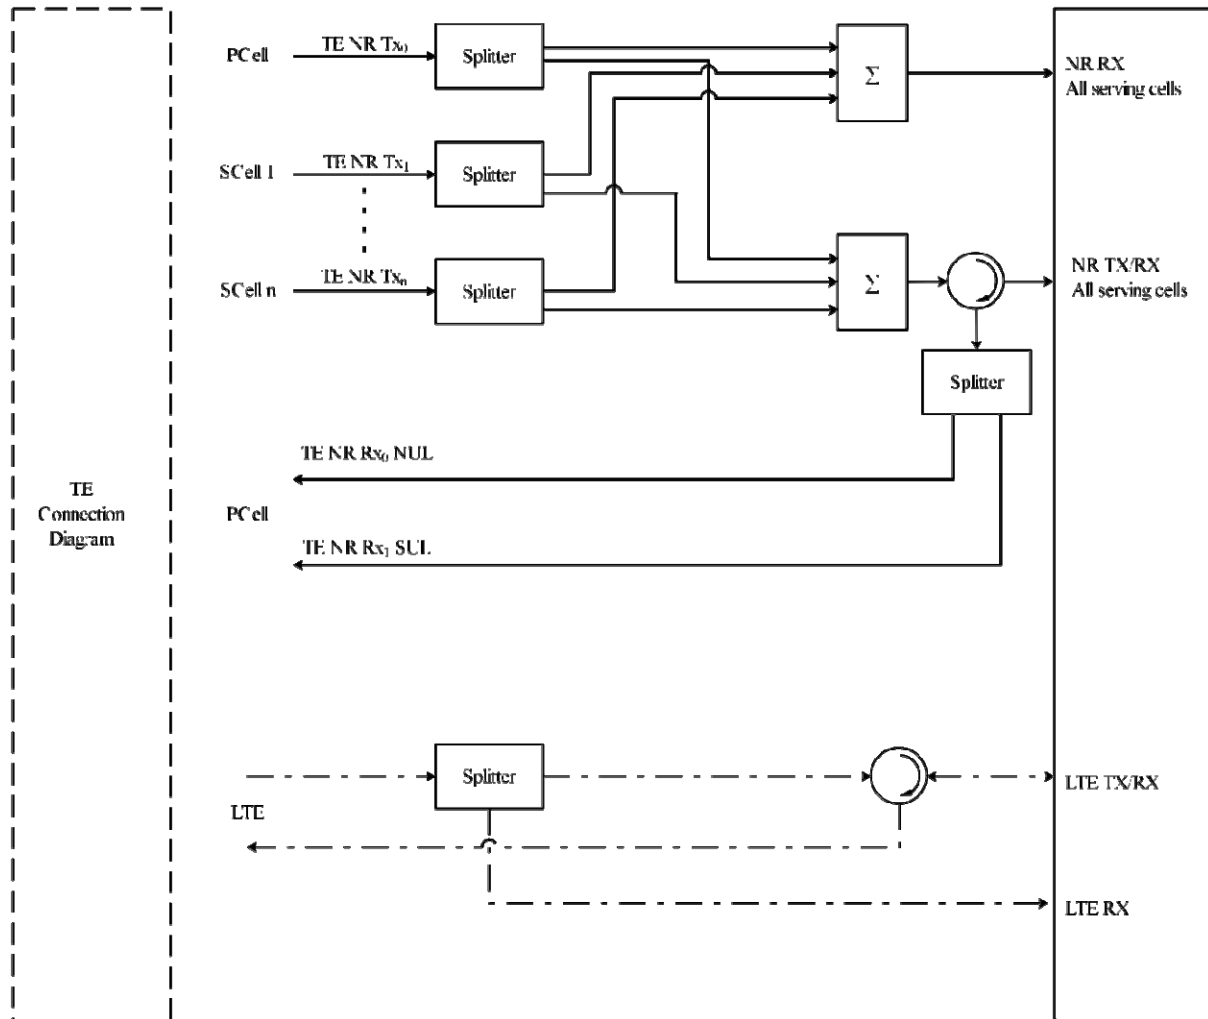 PCell
TE NR Tx₀
Splitter
Σ
NR RX
All serving cells
SCell 1
TE NR Tx₁
Splitter
SCell n
TE NR Txₙ
Splitter
Σ
NR TX/RX
All serving cells
Splitter
TE NR Rx₀ NUL
TE
Connection
Diagram
PCell
TE NR Rx₁ SUL
Splitter
LTE TX/RX
LTE
LTE RX